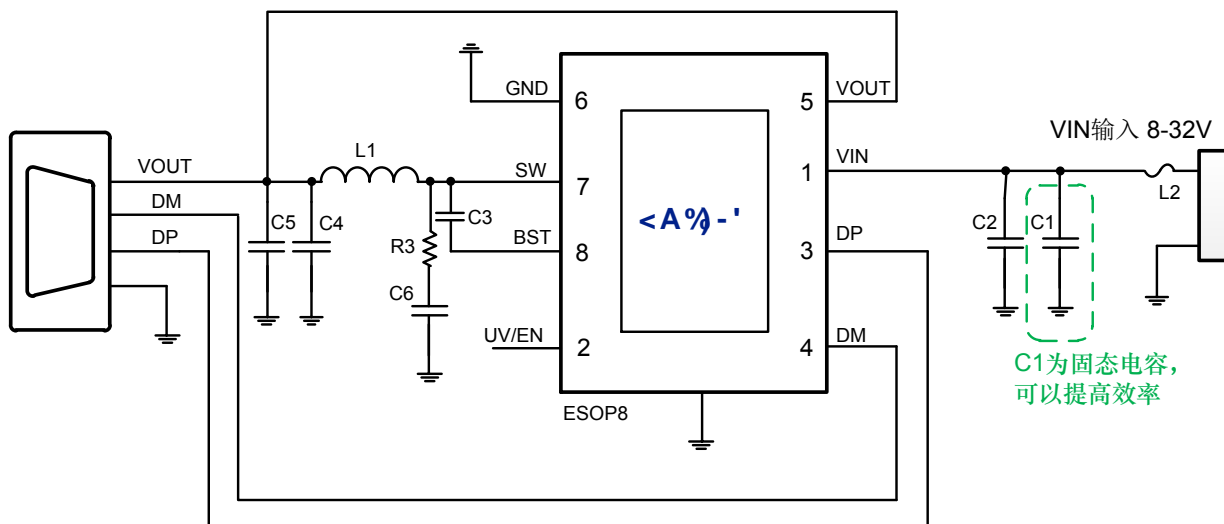 GND
6
5
VOUT
VIN输入 8-32V
VOUT
L1
SW
7
1
VIN
L2
DM
C5
C4
C3
C2
C1
DP
R3
BST
8
3
DP
C6
UV/EN
2
4
DM
C1为固态电容,
可以提高效率
ESOP8